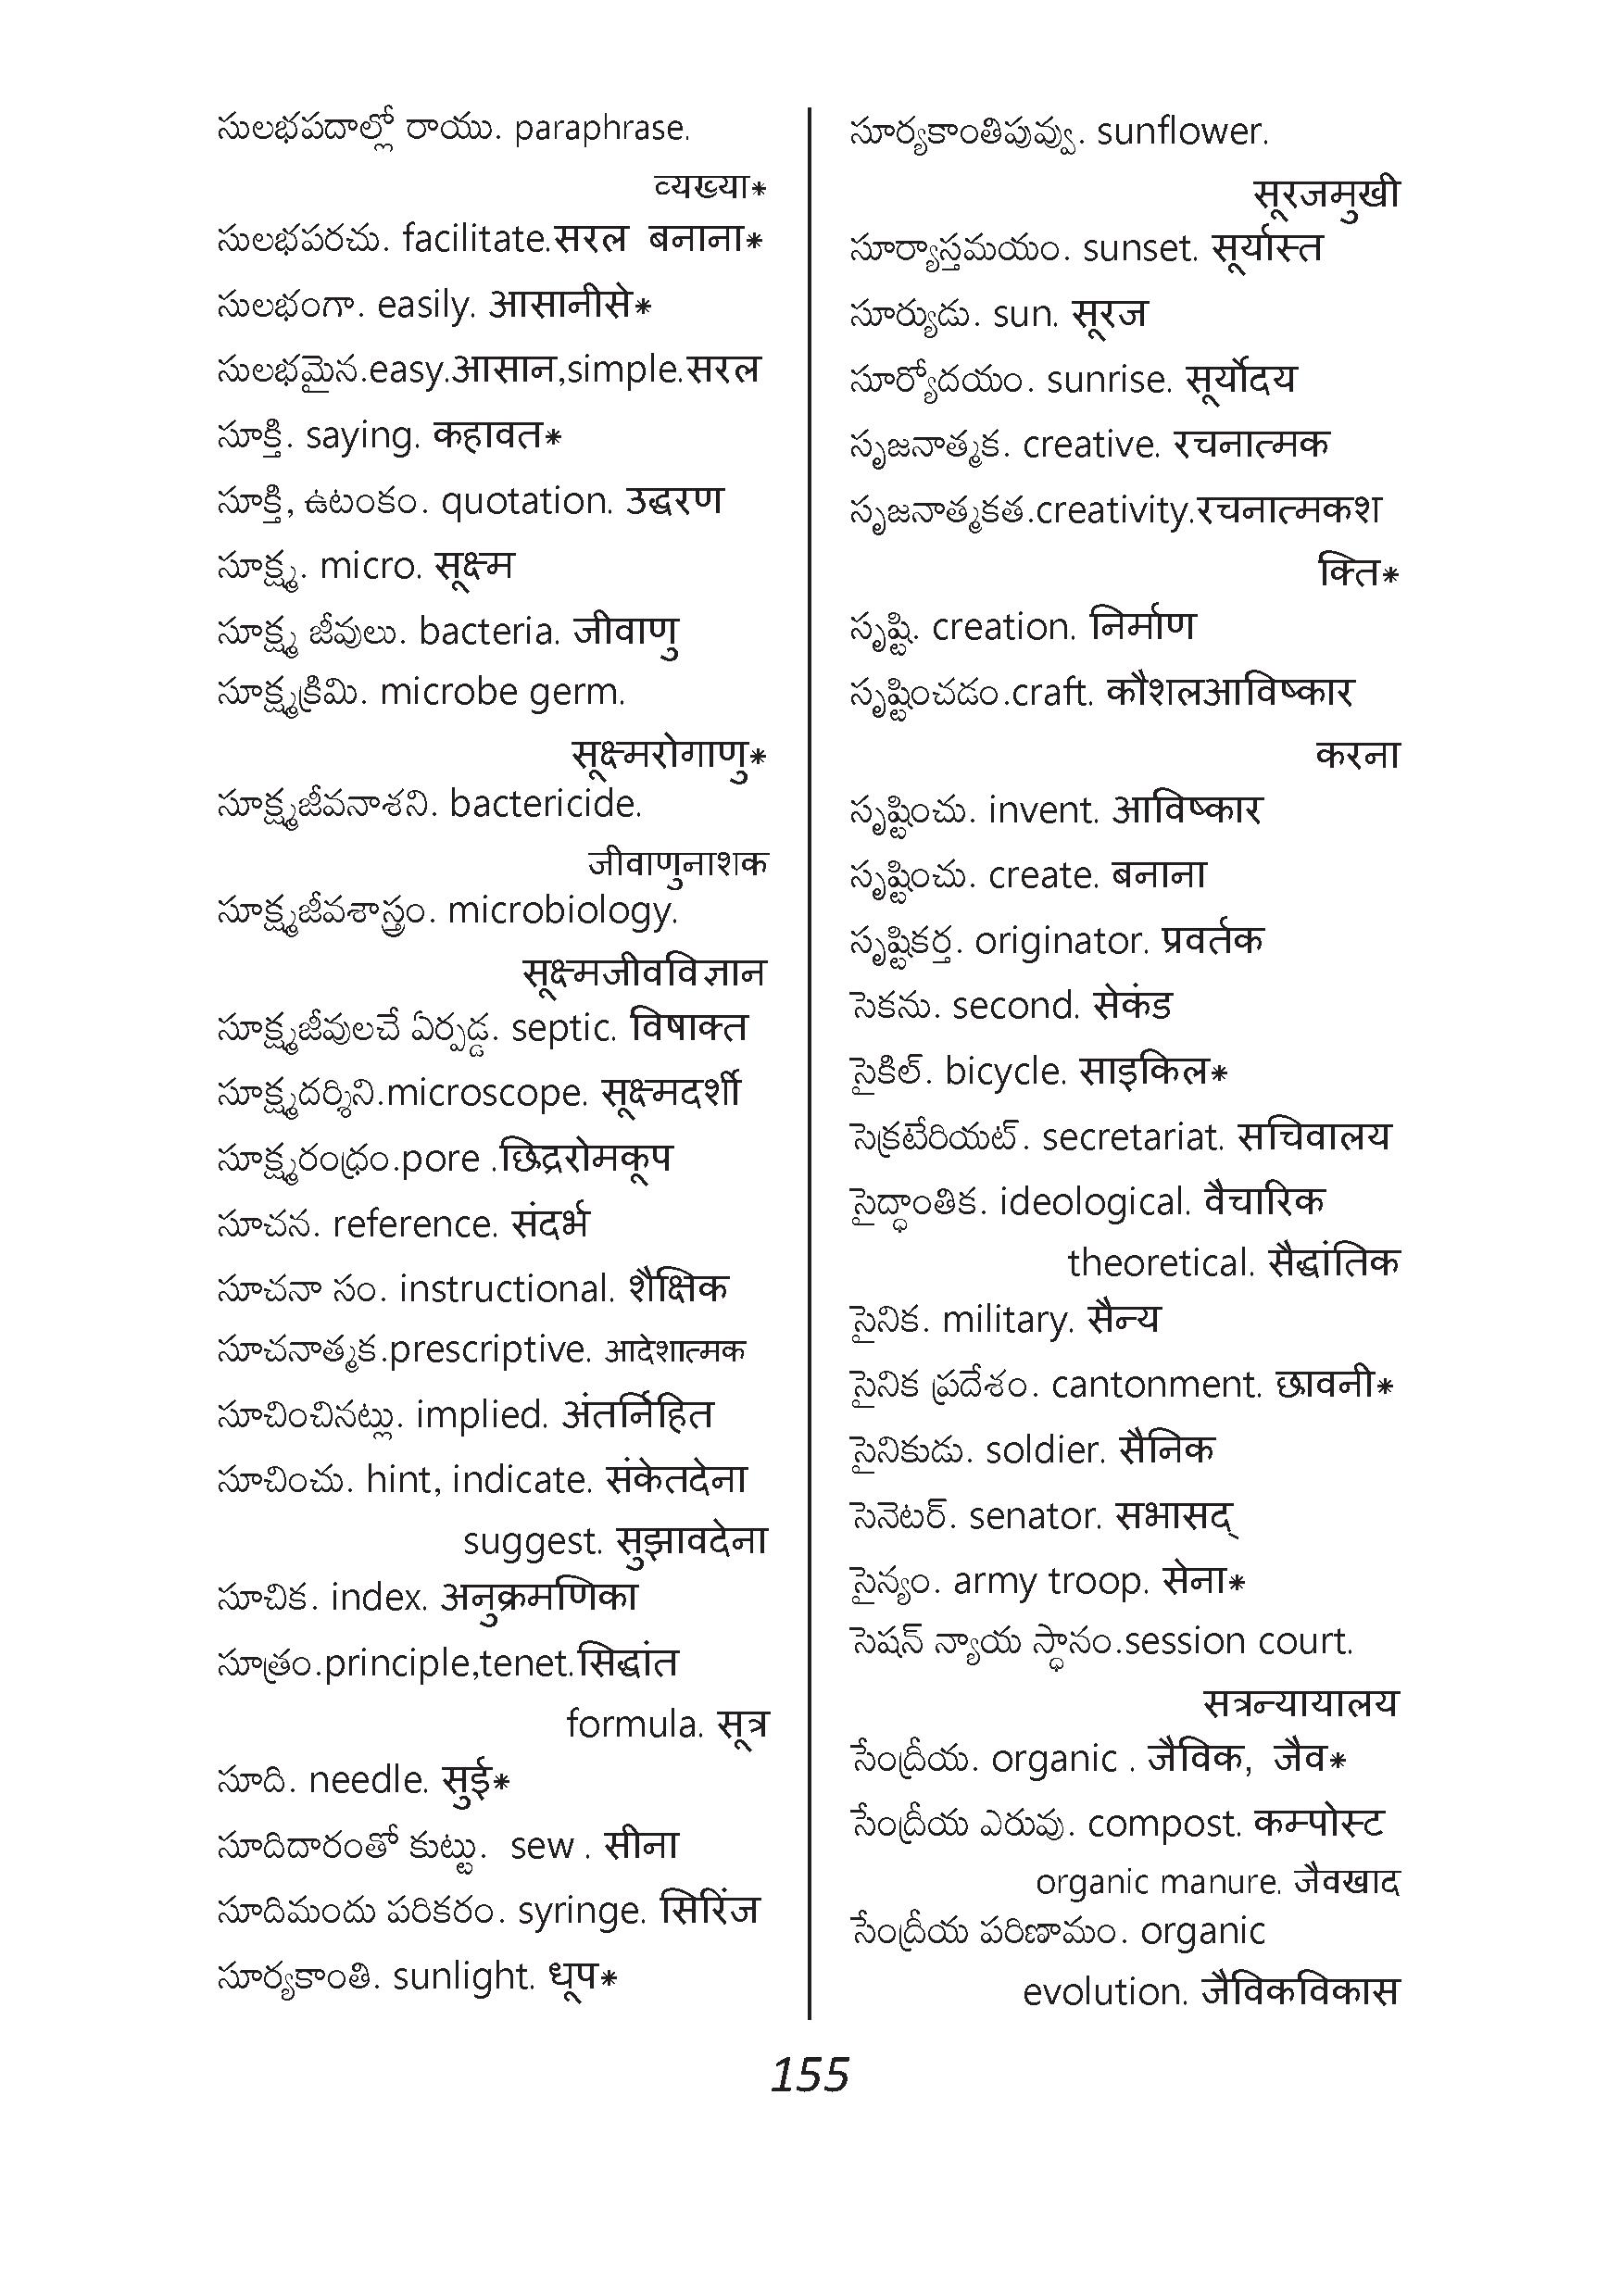 సులభపదాల్లో రాయు. paraphrase.
व्यख्या*
సులభపరచు. facilitate.सरल बनाना*
సులభంగా. easily. आसानीसे*
సులభమైన.easy.आसान,simple.सरल
సూక్తి. saying. कहावत*
సూక్తి, ఉటంకం. quotation. उद्धरण
సూక్ష్మ. micro. सूक्ष्म
సూక్ష్మ జీవులు. bacteria. जीवाणु
సూక్ష్మక్రిమి. microbe germ.
सूक्ष्मरोगाणु*
సూక్ష్మజీవనాశని. bactericide.
जीवाणुनाशक
సూక్ష్మజీవశాస్త్రం. microbiology.
सूक्ष्मजीवविज्ञान
సూక్ష్మజీవులచే ఏర్పడ్డ. septic. विषाक्त
సూక్ష్మదర్శిని.microscope. सूक्ष्मदर्शी
సూక్ష్మరంధ్రం.pore .छिद्ररोमकूप
సూచన. reference. संदर्भ
సూచనా సం. instructional. शैक्षिक
సూచనాత్మక.prescriptive. आदेशात्मक
సూచించినట్లు. implied. अंतर्निहित
సూచించు. hint, indicate. संकेतदेना
suggest. सुझावदेना
సూచిక. index. अनुक्रमणिका
సూత్రం.principle,tenet.सिद्धांत
formula. सूत्र
సూది. needle. सुई*
సూదిదారంతో కుట్టు. sew . सीना
సూదిమందు పరికరం. syringe. सिरिंज
సూర్యకాంతి. sunlight. धूप*
సూర్యకాంతిపువ్వు. sunflower.
सूरजमुखी
సూర్యాస్తమయం. sunset. सूर्यास्त
సూర్యుడు. sun. सूरज
సూర్యోదయం. sunrise. सूर्योदय
సృజనాత్మక. creative. रचनात्मक
సృజనాత్మకత.creativity.रचनात्मकश
क्ति*
సృష్టి. creation. निर्माण
సృష్టించడం.craft. कौशलआविष्कार
करना
సృష్టించు. invent. आविष्कार
సృష్టించు. create. बनाना
సృష్టికర్త. originator. प्रवर्तक
సెకను. second. सेकंड
సైకిల్. bicycle. साइकिल*
సెక్రటేరియట్. secretariat. सचिवालय
సైద్ధాంతిక. ideological. वैचारिक
theoretical. सैद्धांतिक
సైనిక. military. सैन्य
సైనిక ప్రదేశం. cantonment. छावनी*
సైనికుడు. soldier. सैनिक
సెనెటర్. senator. सभासद्
సైన్యం. army troop. सेना*
సెషన్ న్యాయ స్థానం.session court.
सत्रन्यायालय
సేంద్రీయ. organic . जैविक, जैव*
సేంద్రీయ ఎరువు. compost. कम्पोस्ट
organic manure. जैवखाद
సేంద్రీయ పరిణామం. organic
evolution. जैविकविकास
155